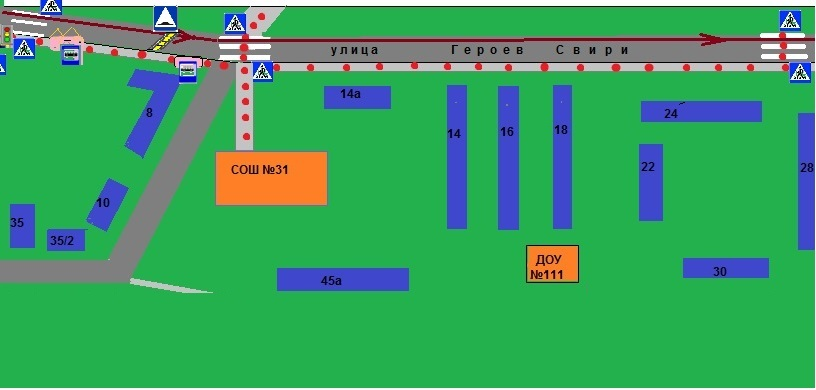 улица Героев Свири
14а
24
8
14
16
18
22
28
СОШ №31
10
35
35/2
ДОУ
№111
30
45а